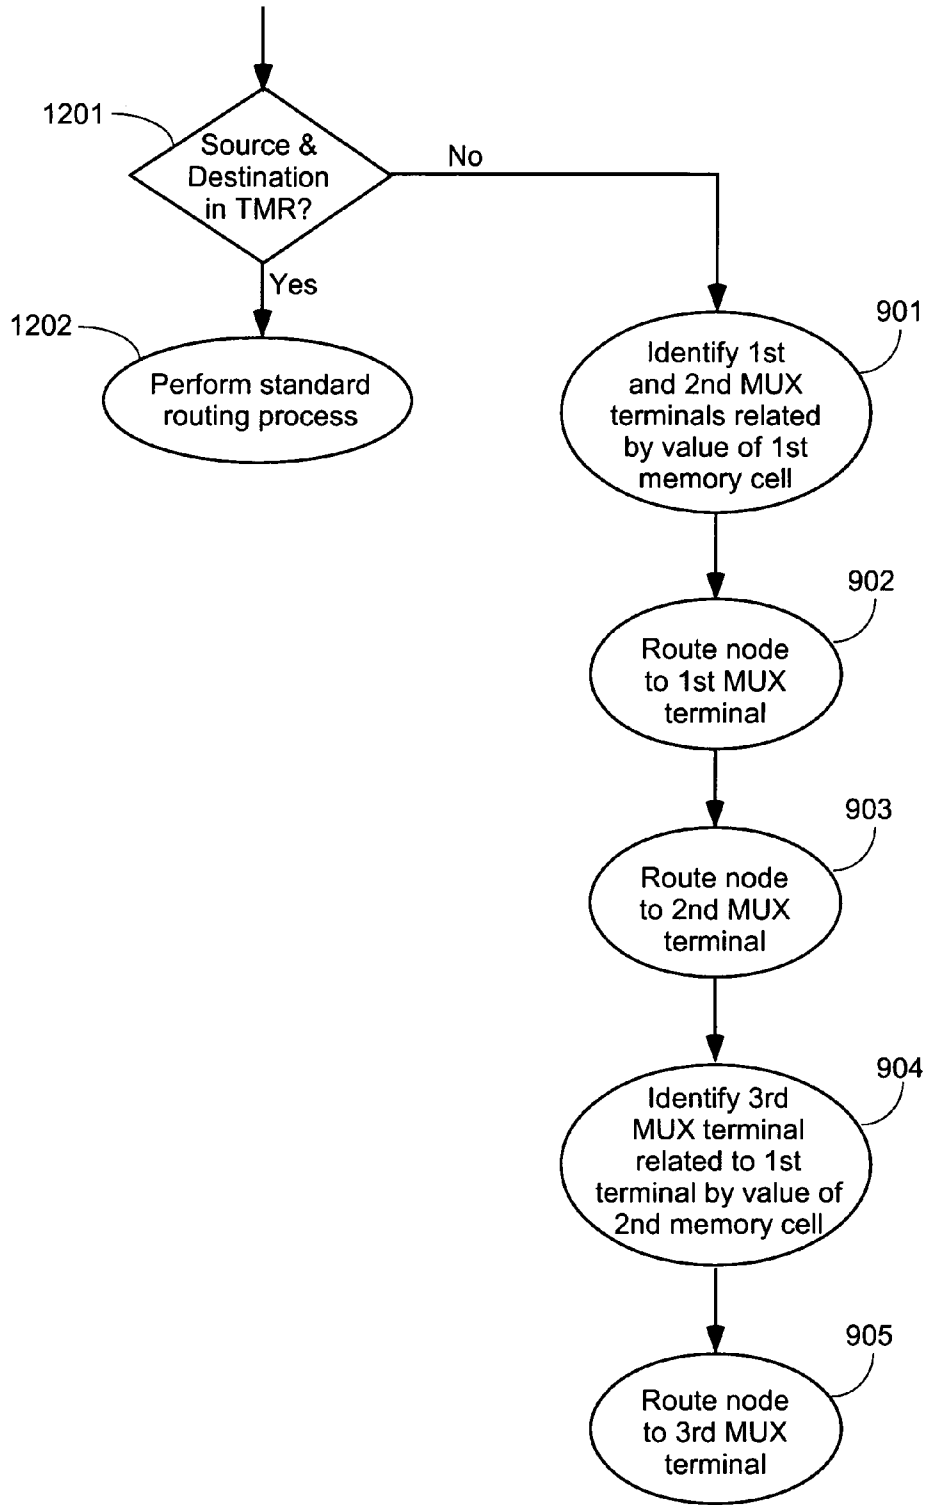 1201
Source &
Destination
in TMR?
No
Yes
1202
Perform standard
routing process
901
Identify 1st
and 2nd MUX
terminals related
by value of 1st
memory cell
902
Route node
to 1st MUX
terminal
903
Route node
to 2nd MUX
terminal
904
Identify 3rd
MUX terminal
related to 1st
terminal by value of
2nd memory cell
905
Route node
to 3rd MUX
terminal